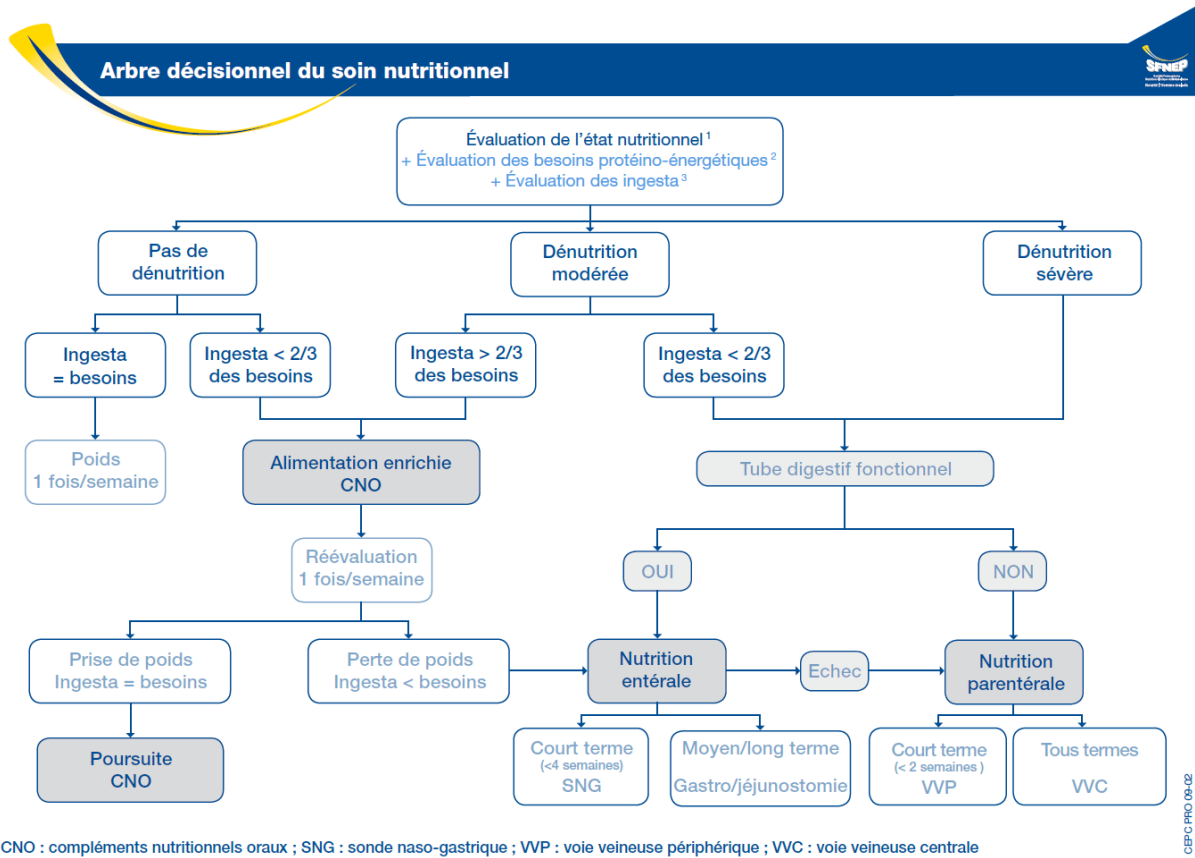 Arbre décisionnel du soin nutritionnel
SFNEP
Évaluation de l'état nutritionnel ¹
+ Évaluation des besoins protéino-énergétiques ²
+ Évaluation des ingesta ³
Pas de
dénutrition
Dénutrition
modérée
Dénutrition
sévère
Ingesta
= besoins
Ingesta < 2/3
des besoins
Ingesta > 2/3
des besoins
Ingesta < 2/3
des besoins
Poids
1 fois/semaine
Alimentation enrichie
CNO
Tube digestif fonctionnel
Réévaluation
1 fois/semaine
OUI
NON
Prise de poids
Ingesta = besoins
Perte de poids
Ingesta < besoins
Nutrition
entérale
Echec
Nutrition
parentérale
Poursuite
CNO
Court terme
(<4 semaines)
SNG
Moyen/long terme
Gastro/jéjunostomie
Court terme
(< 2 semaines )
VVP
Tous termes
VVC
CNO : compléments nutritionnels oraux ; SNG : sonde naso-gastrique ; VVP : voie veineuse périphérique ; VVC : voie veineuse centrale
CEPC PRO 09-02